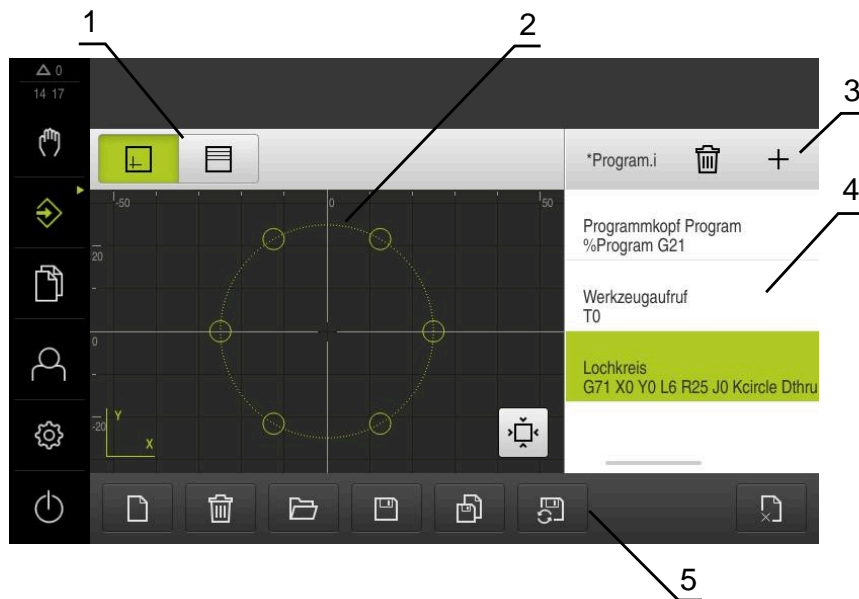 1
2
3
4
5
0
14 17
*Program.i
-50
0
50
20
0
-20
Y
X
Programmkopf Program
%Program G21
Werkzeugaufruf
T0
Lochkreis
G71 X0 Y0 L6 R25 J0 Kcircle Dthru